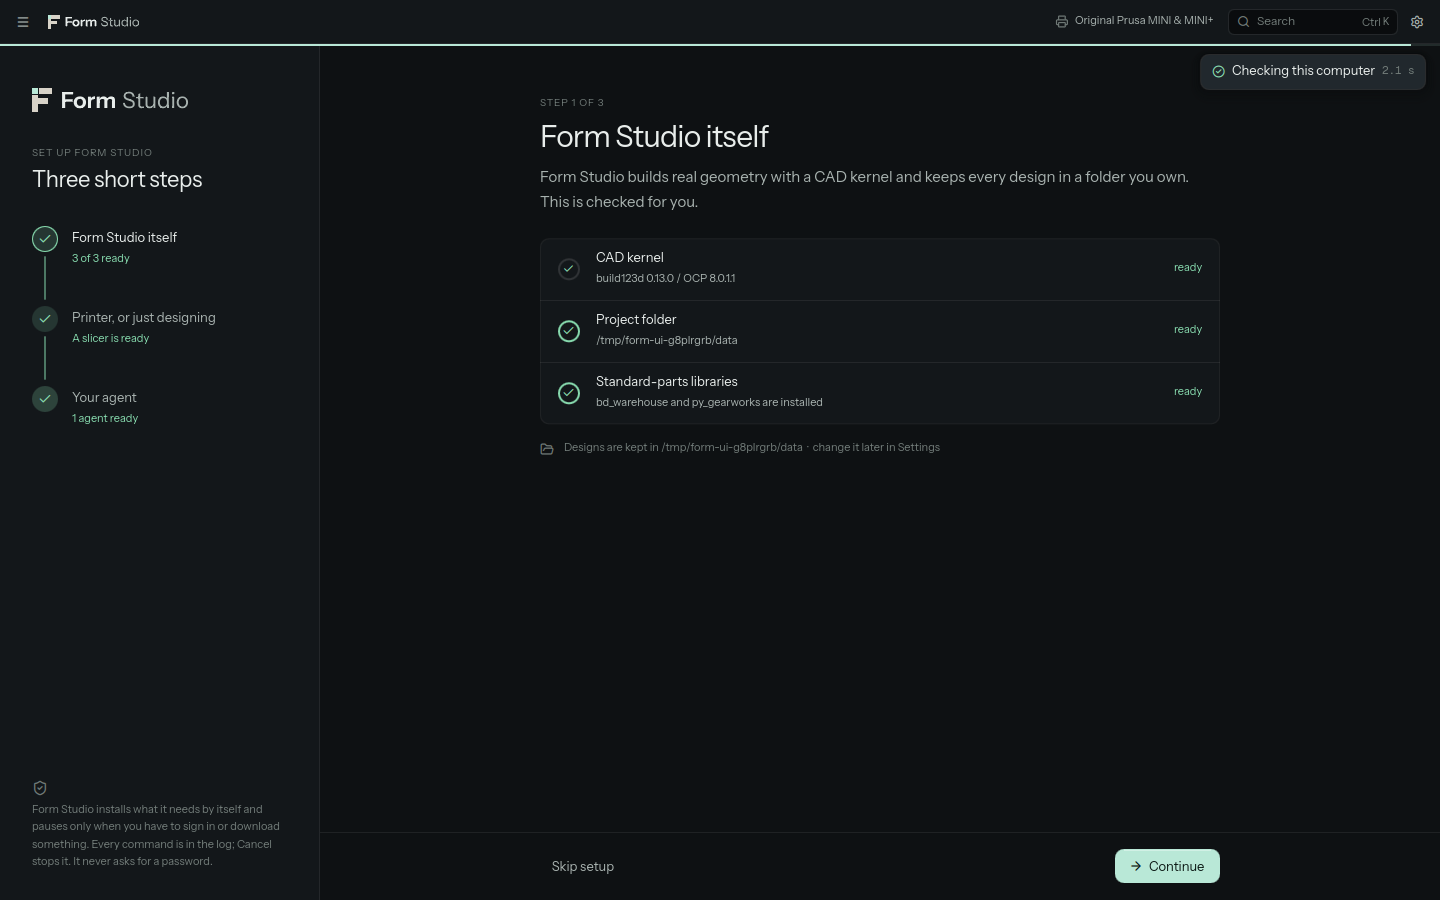 Form Studio
Original Prusa MINI & MINI+
Search
Ctrl K
Checking this computer 2.1 s
Form Studio
SET UP FORM STUDIO
Three short steps
Form Studio itself
3 of 3 ready
Printer, or just designing
A slicer is ready
Your agent
1 agent ready
Form Studio installs what it needs by itself and
pauses only when you have to sign in or download
something. Every command is in the log; Cancel
stops it. It never asks for a password.
STEP 1 OF 3
Form Studio itself
Form Studio builds real geometry with a CAD kernel and keeps every design in a folder you own.
This is checked for you.
CAD kernel
build123d 0.13.0 / OCP 8.0.1.1
ready
Project folder
/tmp/form-ui-g8plrgrb/data
ready
Standard-parts libraries
bd_warehouse and py_gearworks are installed
ready
Designs are kept in /tmp/form-ui-g8plrgrb/data · change it later in Settings
Skip setup
Continue